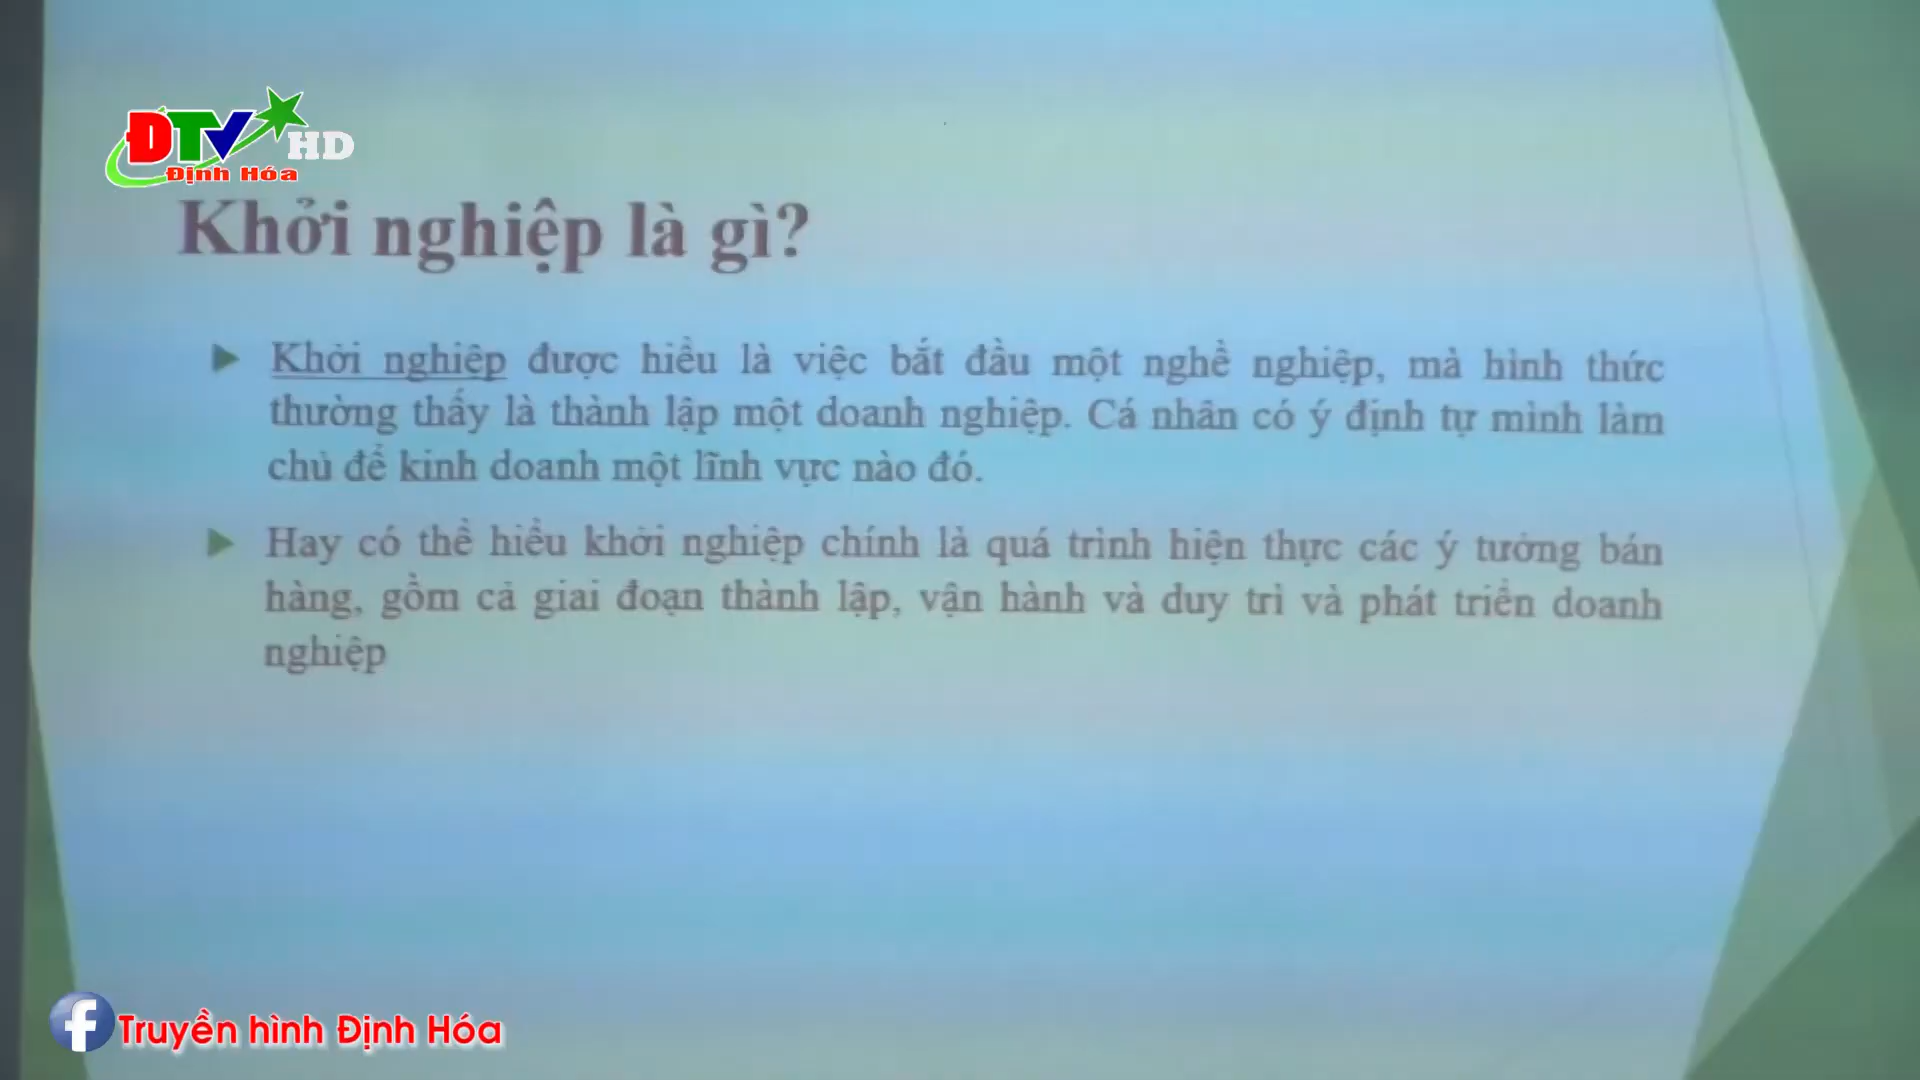 ĐTV HD
Định Hóa
Khởi nghiệp là gì?
Khởi nghiệp được hiểu là việc bắt đầu một nghề nghiệp, mà hình thức
thường thấy là thành lập một doanh nghiệp. Cá nhân có ý định tự mình làm
chủ để kinh doanh một lĩnh vực nào đó.
Hay có thể hiểu khởi nghiệp chính là quá trình hiện thực các ý tưởng bán
hàng, gồm cả giai đoạn thành lập, vận hành và duy trì và phát triển doanh
nghiệp
f Truyền hình Định Hóa